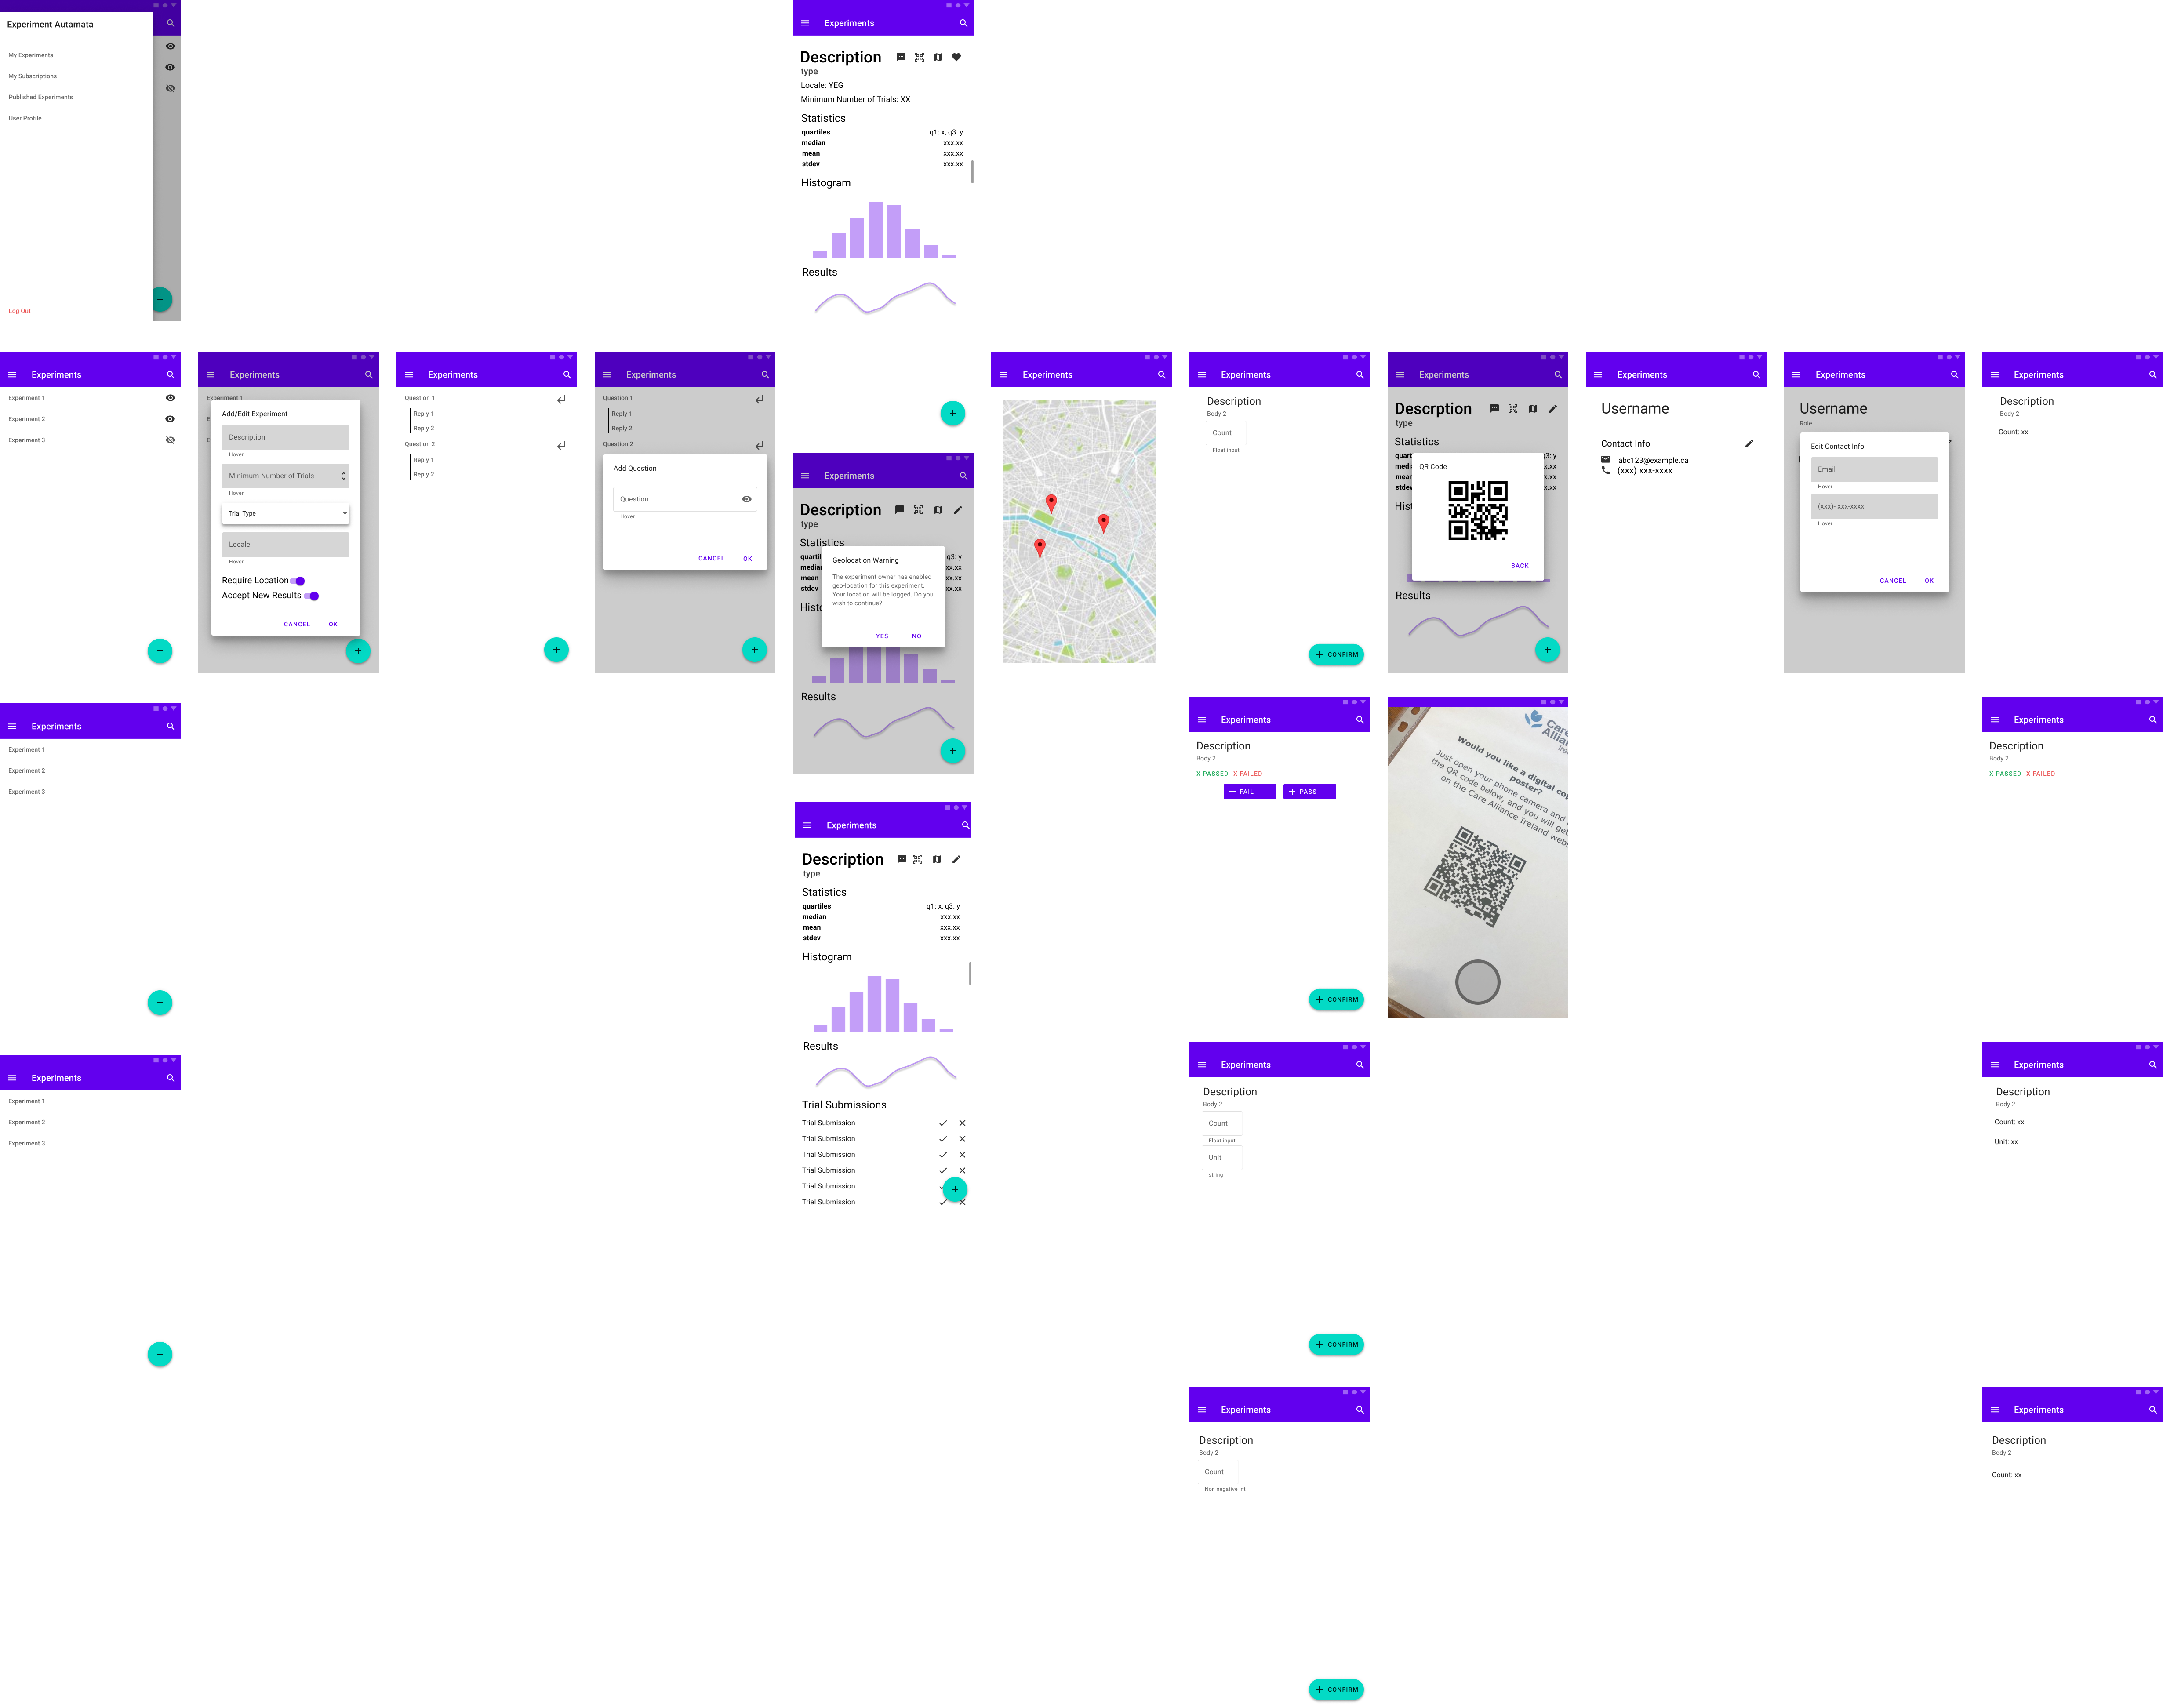 Experiment Autamata
My Experiments
My Subscriptions
Published Experiments
User Profile
Log Out
Experiments
Description
type
Locale: YEG
Minimum Number of Trials: XX
Statistics
quartiles q1: x, q3: y
median xxx.xx
mean xxx.xx
stdev xxx.xx
Histogram
Results
Experiments
Experiment 1
Experiment 2
Experiment 3
Experiments
Experiment 1
Add/Edit Experiment
Description
Hover
Minimum Number of Trials
Hover
Trial Type
Locale
Hover
Require Location
Accept New Results
CANCEL OK
Experiments
Question 1
Reply 1
Reply 2
Question 2
Reply 1
Reply 2
Experiments
Question 1
Reply 1
Reply 2
Question 2
Add Question
Question
Hover
CANCEL OK
Experiments
Description
type
Statistics
Geolocation Warning
The experiment owner has enabled
geo-location for this experiment.
Your location will be logged. Do you
wish to continue?
YES NO
Results
Experiments
Experiments
Description
Body 2
Count
Float input
CONFIRM
Experiments
Descrption
type
Statistics
QR Code
BACK
Results
Experiments
Username
Contact Info
abc123@example.ca
(xxx) xxx-xxxx
Experiments
Username
Role
Edit Contact Info
Email
Hover
(xxx)- xxx-xxxx
Hover
CANCEL OK
Experiments
Description
Body 2
Count: xx
Experiments
Experiment 1
Experiment 2
Experiment 3
Experiments
Description
type
Statistics
quartiles q1: x, q3: y
median xxx.xx
mean xxx.xx
stdev xxx.xx
Histogram
Results
Trial Submissions
Trial Submission
Trial Submission
Trial Submission
Trial Submission
Trial Submission
Trial Submission
Experiments
Description
Body 2
X PASSED X FAILED
FAIL PASS
CONFIRM
Would you like a digital
poster?
Just open your phone camera and
the QR code below, and you will get
on the Care Alliance Ireland
Experiments
Description
Body 2
X PASSED X FAILED
Experiments
Experiment 1
Experiment 2
Experiment 3
Experiments
Description
Body 2
Count
Float input
Unit
string
CONFIRM
Experiments
Description
Body 2
Count: xx
Unit: xx
Experiments
Description
Body 2
Count
Non negative int
CONFIRM
Experiments
Description
Body 2
Count: xx